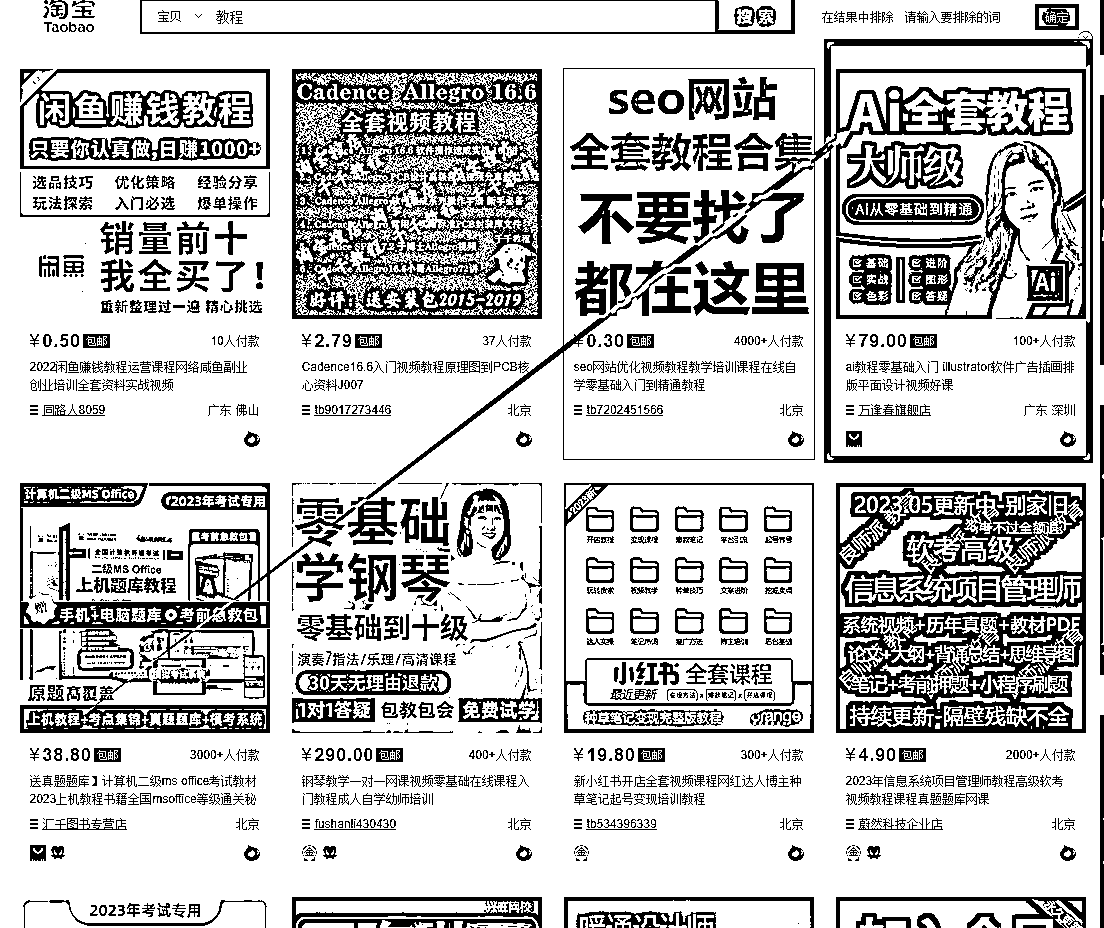 淘宝
Taobao
宝贝
教程
搜索
在结果中排除
请输入要排除的词
确定
闲鱼赚钱教程
只要你认真做,日赚1000+
选品技巧 优化策略 经验分享
玩法探索 入门必选 爆单操作
闲鱼
销量前十
我全买了!
重新整理过一遍 精心挑选
¥0.50 包邮 10人付款
2022闲鱼赚钱教程运营课程网络咸鱼副业
创业培训全套资料实战视频
同路人8059 广东 佛山
Cadence Allegro 16.6
全套视频教程
好评:送安装包2015-2019
¥2.79 包邮 37人付款
Cadence16.6入门视频教程原理图到PCB核
心资料J007
tb9017273446 北京
seo网站
全套教程合集
不要找了
都在这里
¥0.30 包邮 4000+人付款
seo网站优化视频教程教学培训课程在线自
学零基础入门到精通教程
tb7202451566 北京
Ai全套教程
大师级
AI从零基础到精通
基础 进阶
实战 图形
色彩 答疑
Ai
¥79.00 包邮 100+人付款
ai教程零基础入门 illustrator软件广告插画排
版平面设计视频好课
万逢春旗舰店 广东 深圳
计算机二级MS Office
2023年考试专用
二级MS Office
上机题库教程
赠 手机+电脑题库 考前急救包
原题高覆盖
上机教程+考点集锦+真题题库+模考系统
¥38.80 包邮 3000+人付款
送真题题库】计算机二级ms office考试教材
2023上机教程书籍全国msoffice等级通关秘
汇千图书专营店 北京
零基础
学钢琴
零基础到十级
演奏/指法/乐理/高清课程
30天无理由退款
1对1答疑 包教包会 免费试学
¥290.00 包邮 400+人付款
钢琴教学一对一网课视频零基础在线课程入
门教程成人自学幼师培训
fushanli430430 北京
小红书 全套课程
最近更新
种草笔记变现完整版教程
¥19.80 包邮 300+人付款
新小红书开店全套视频课程网红达人博主种
草笔记起号变现培训教程
tb534396339 北京
2023.05更新中-别家旧
软考高级
信息系统项目管理师
系统视频+历年真题+教材PDF
论文+大纲+背诵总结+思维导图
笔记+考前押题+小程序刷题
持续更新-隔壁残缺不全
¥4.90 包邮 2000+人付款
2023年信息系统项目管理师教程高级软考
视频教程课程真题题库网课
蔚然科技企业店 北京
2023年考试专用